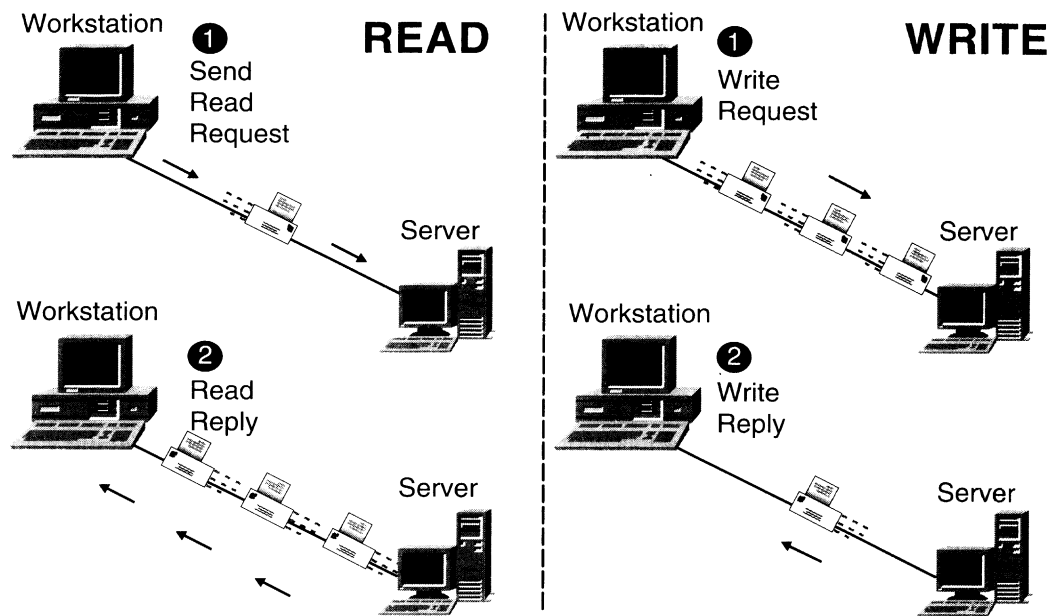 Workstation
1
READ
Send
Read
Request
Server
Workstation
2
Read
Reply
Server
Workstation
1
WRITE
Write
Request
Server
Workstation
2
Write
Reply
Server